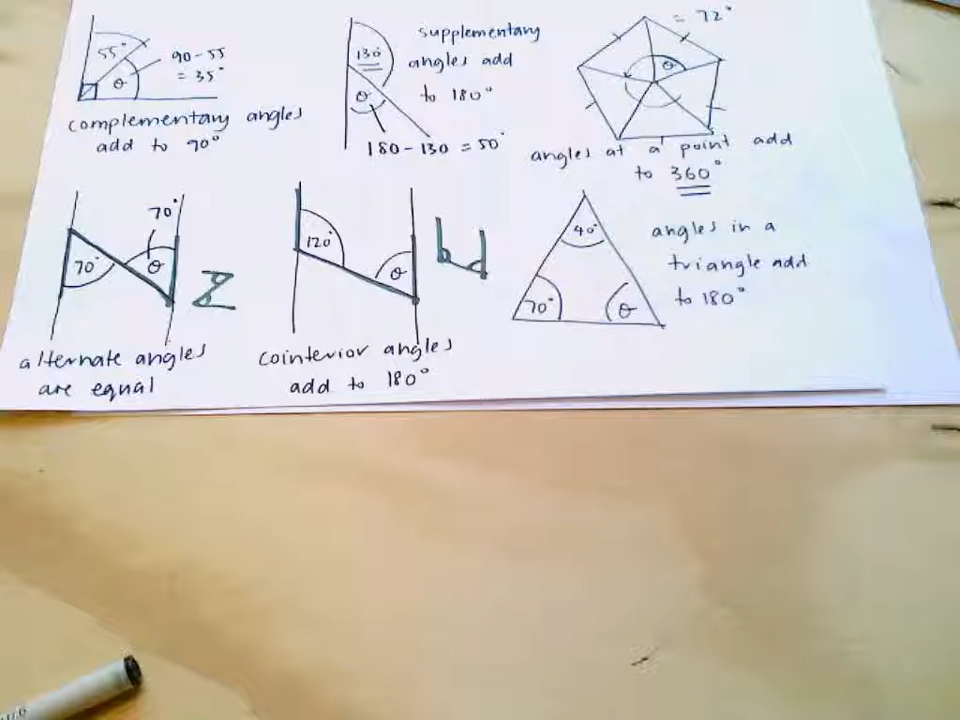 55°
θ
90-55
= 35°
complementary angles
add to 90°
130
θ
supplementary
angles add
to 180°
180-130 = 50°
= 72°
θ
angles at a point add
to 360°
70°
70°
θ
Z
alternate angles
are equal
120°
θ
cointerior angles
add to 180°
40°
70°
θ
angles in a
triangle add
to 180°